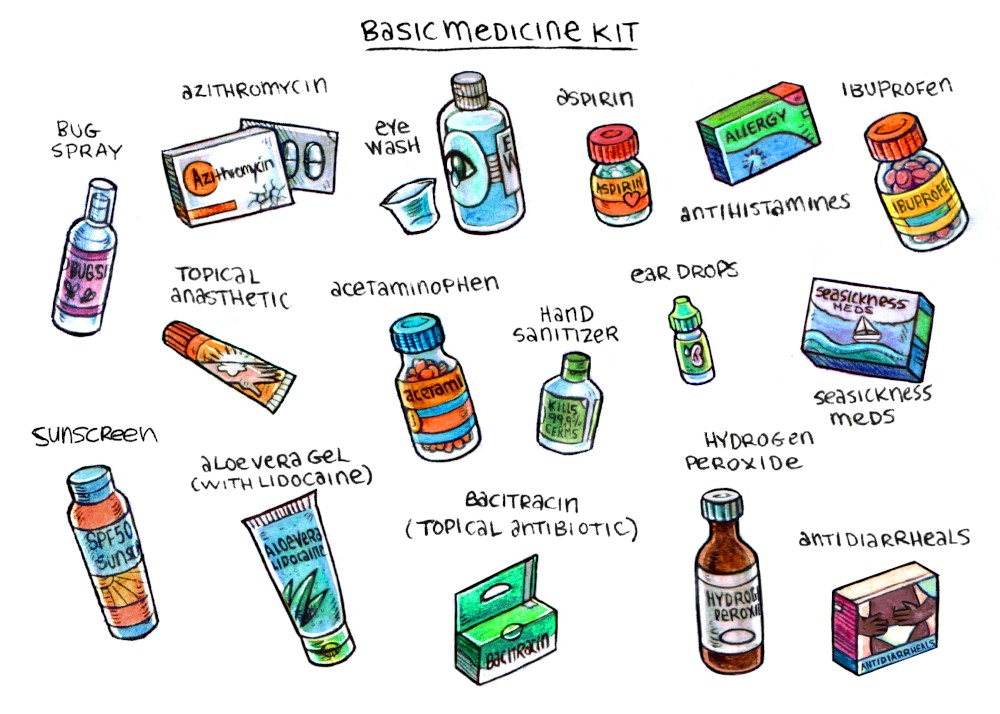 BASIC MEDICINE KIT
BUG
SPRAY
BUGS!
AZITHROMYCIN
Azithromycin
EYE
WASH
E
W
ASPIRIN
ASPIRIN
ALLERGY
ANTIHISTAMINES
IBUPROFEN
IBUPROFE
TOPICAL
ANASTHETIC
ACETAMINOPHEN
acetami
HAND
SANITIZER
KILLS
99.9%
GERMS
EAR DROPS
SEASICKNESS
MEDS
SEASICKNESS
MEDS
SUNSCREEN
SPF50
Sunsc
ALOE VERA GEL
(WITH LIDOCAINE)
ALOEVERA
LIDOCAINE
BACITRACIN
(TOPICAL ANTIBIOTIC)
BACITRACIN
HYDROGEN
PEROXIDE
HYDROG
PEROXI
ANTIDIARRHEALS
ANTIDIARRHEALS